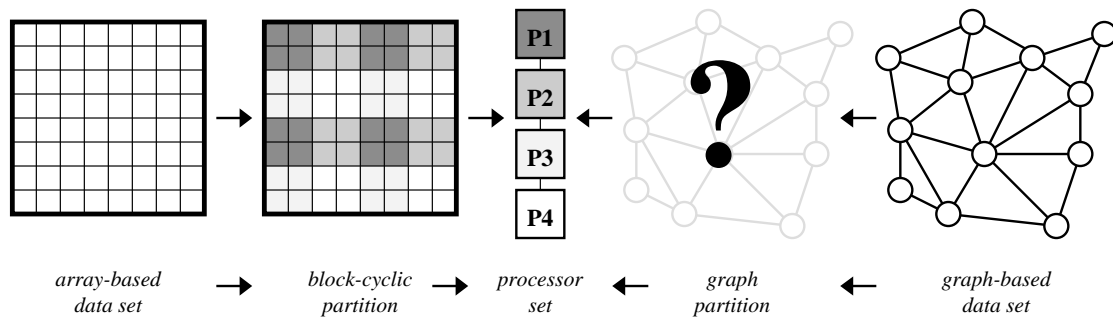 P1
P2
P3
P4
?
array-based
data set
block-cyclic
partition
processor
set
graph
partition
graph-based
data set